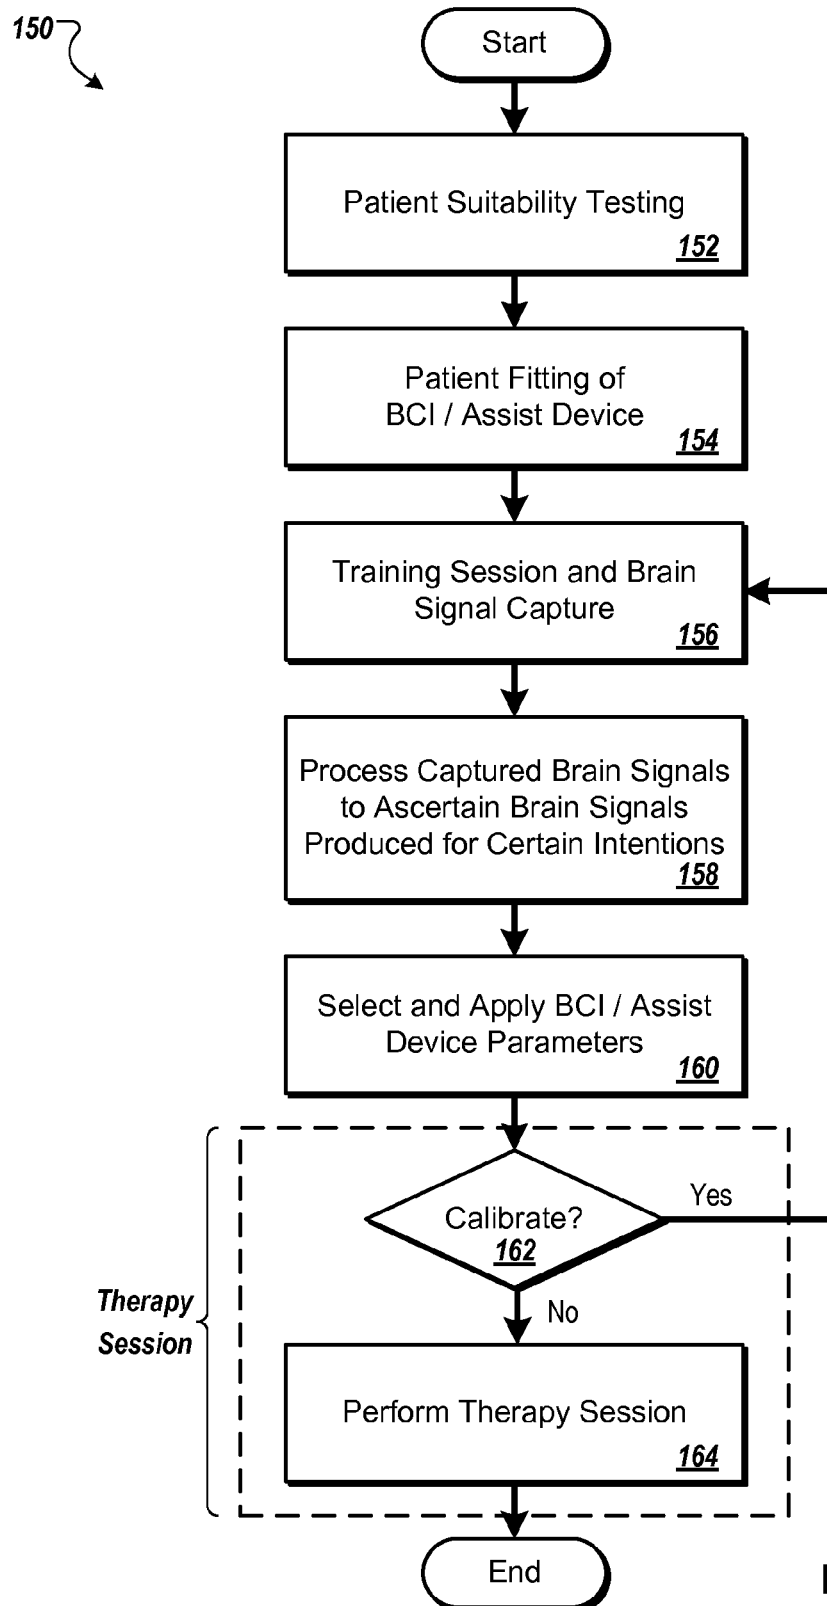 150
Start
Patient Suitability Testing
152
Patient Fitting of
BCI / Assist Device
154
Training Session and Brain
Signal Capture
156
Process Captured Brain Signals
to Ascertain Brain Signals
Produced for Certain Intentions
158
Select and Apply BCI / Assist
Device Parameters
160
Calibrate?
162
Yes
No
Therapy
Session
Perform Therapy Session
164
End